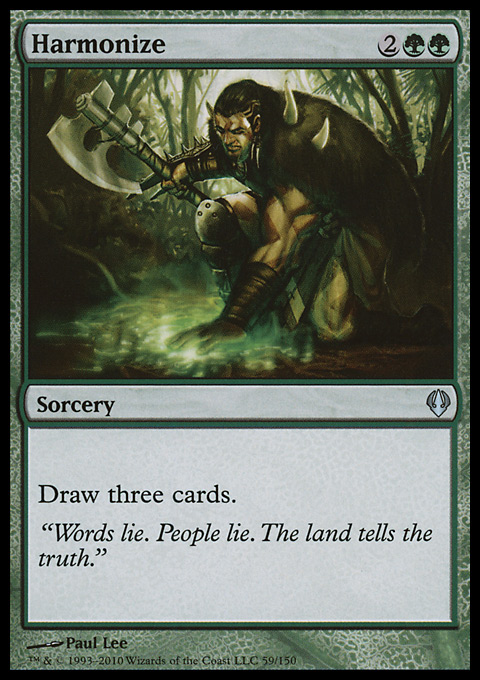 Harmonize 2
Sorcery
Draw three cards.
“Words lie. People lie. The land tells the
truth.”
Paul Lee
™ & © 1993–2010 Wizards of the Coast LLC 59/150